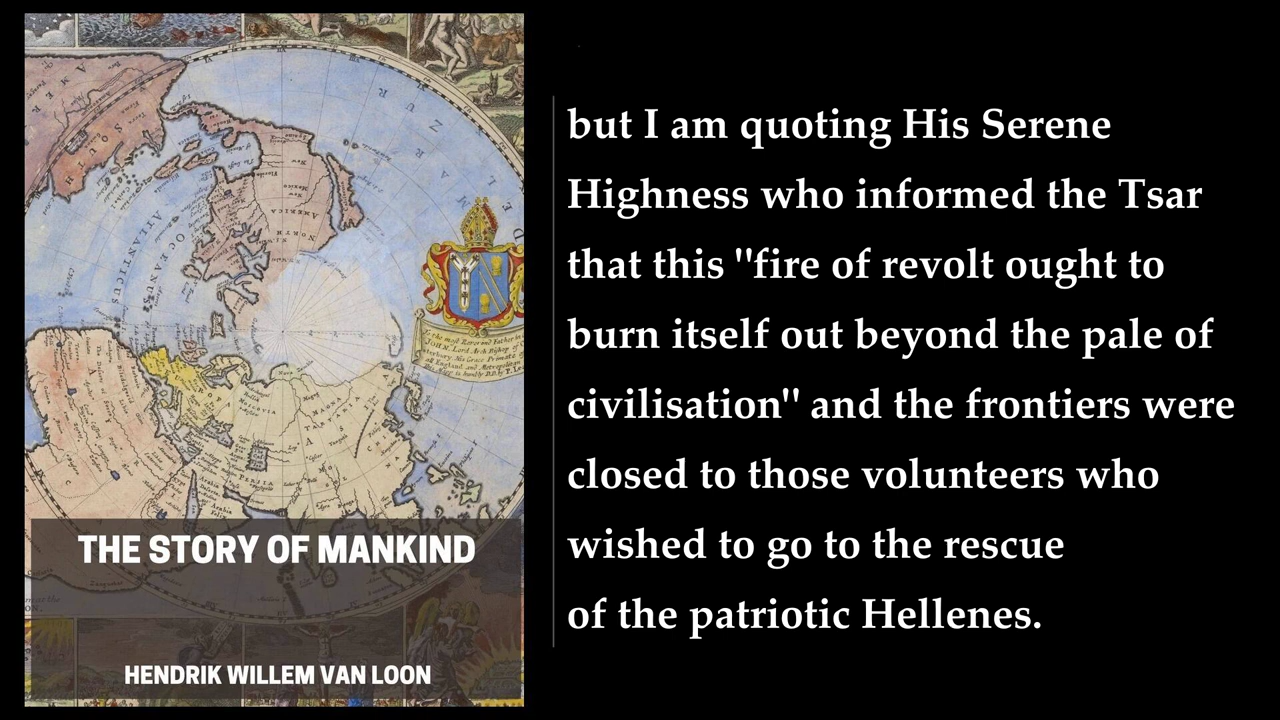 THE STORY OF MANKIND
HENDRIK WILLEM VAN LOON
but I am quoting His Serene
Highness who informed the Tsar
that this "fire of revolt ought to
burn itself out beyond the pale of
civilisation" and the frontiers were
closed to those volunteers who
wished to go to the rescue
of the patriotic Hellenes.